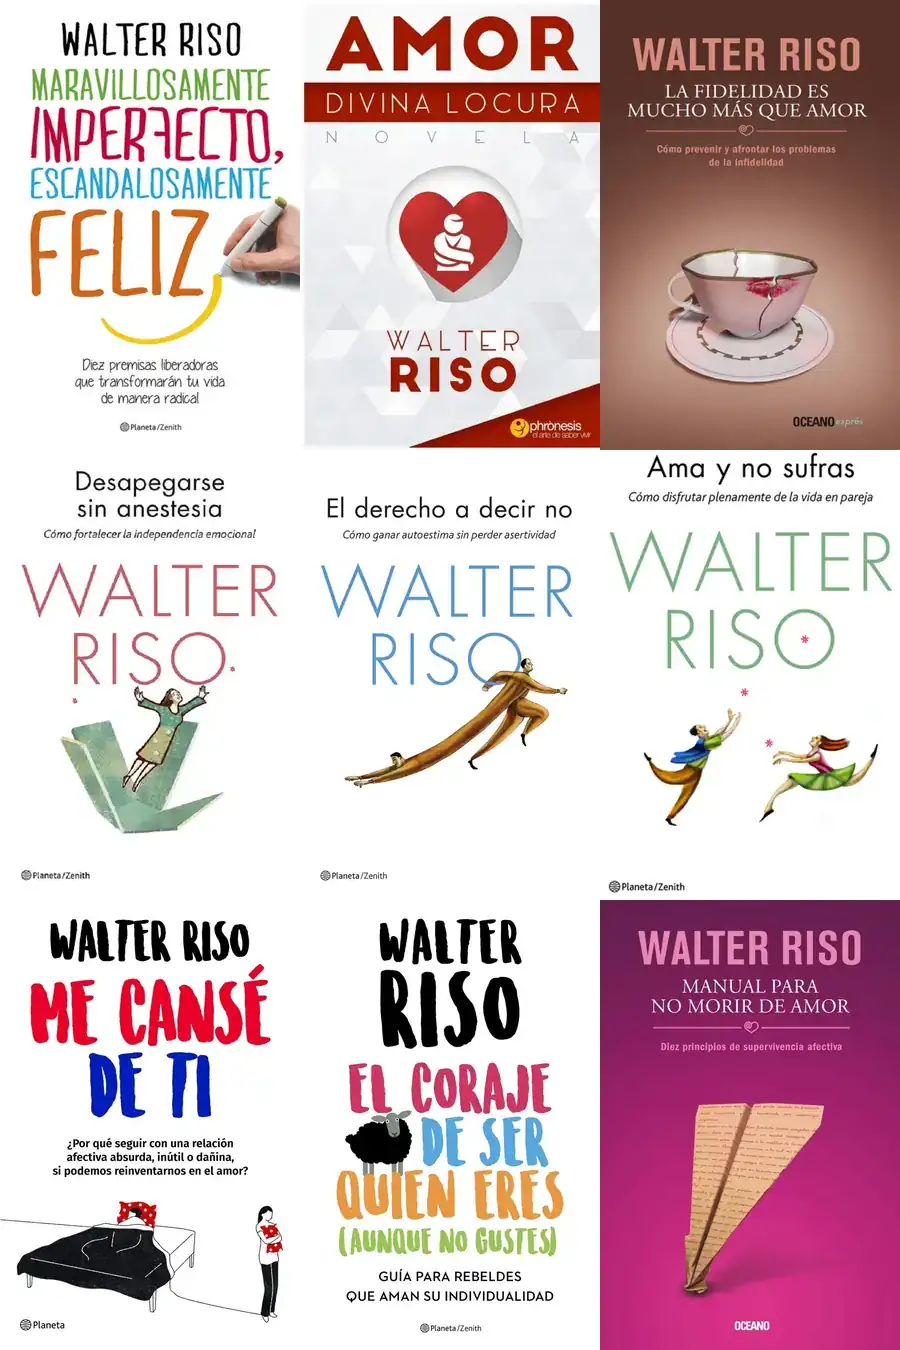 WALTER RISO
MARAVILLOSAMENTE
IMPERFECTO,
ESCANDALOSAMENTE
FELIZ
Diez premisas liberadoras
que transformarán tu vida
de manera radical
Planeta/Zenith
AMOR
DIVINA LOCURA
NOVELA
WALTER
RISO
phrònesis
el arte de saber vivir
WALTER RISO
LA FIDELIDAD ES
MUCHO MÁS QUE AMOR
Cómo prevenir y afrontar los problemas
de la infidelidad
OCEANO exprés
Desapegarse
sin anestesia
Cómo fortalecer la independencia emocional
WALTER
RISO
Planeta/Zenith
El derecho a decir no
Cómo ganar autoestima sin perder asertividad
WALTER
RISO
Planeta/Zenith
Ama y no sufras
Cómo disfrutar plenamente de la vida en pareja
WALTER
RISO
Planeta/Zenith
WALTER RISO
ME CANSÉ
DE TI
¿Por qué seguir con una relación
afectiva absurda, inútil o dañina,
si podemos reinventarnos en el amor?
Planeta
WALTER
RISO
EL CORAJE
DE SER
QUIEN ERES
(AUNQUE NO GUSTES)
GUÍA PARA REBELDES
QUE AMAN SU INDIVIDUALIDAD
Planeta/Zenith
WALTER RISO
MANUAL PARA
NO MORIR DE AMOR
Diez principios de supervivencia afectiva
OCEANO